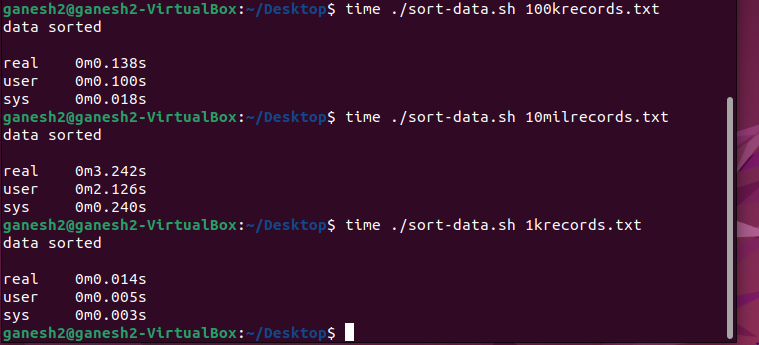 ganesh2@ganesh2-VirtualBox:~/Desktop$ time ./sort-data.sh 100krecords.txt
data sorted
real 0m0.138s
user 0m0.100s
sys 0m0.018s
ganesh2@ganesh2-VirtualBox:~/Desktop$ time ./sort-data.sh 10milrecords.txt
data sorted
real 0m3.242s
user 0m2.126s
sys 0m0.240s
ganesh2@ganesh2-VirtualBox:~/Desktop$ time ./sort-data.sh 1krecords.txt
data sorted
real 0m0.014s
user 0m0.005s
sys 0m0.003s
ganesh2@ganesh2-VirtualBox:~/Desktop$